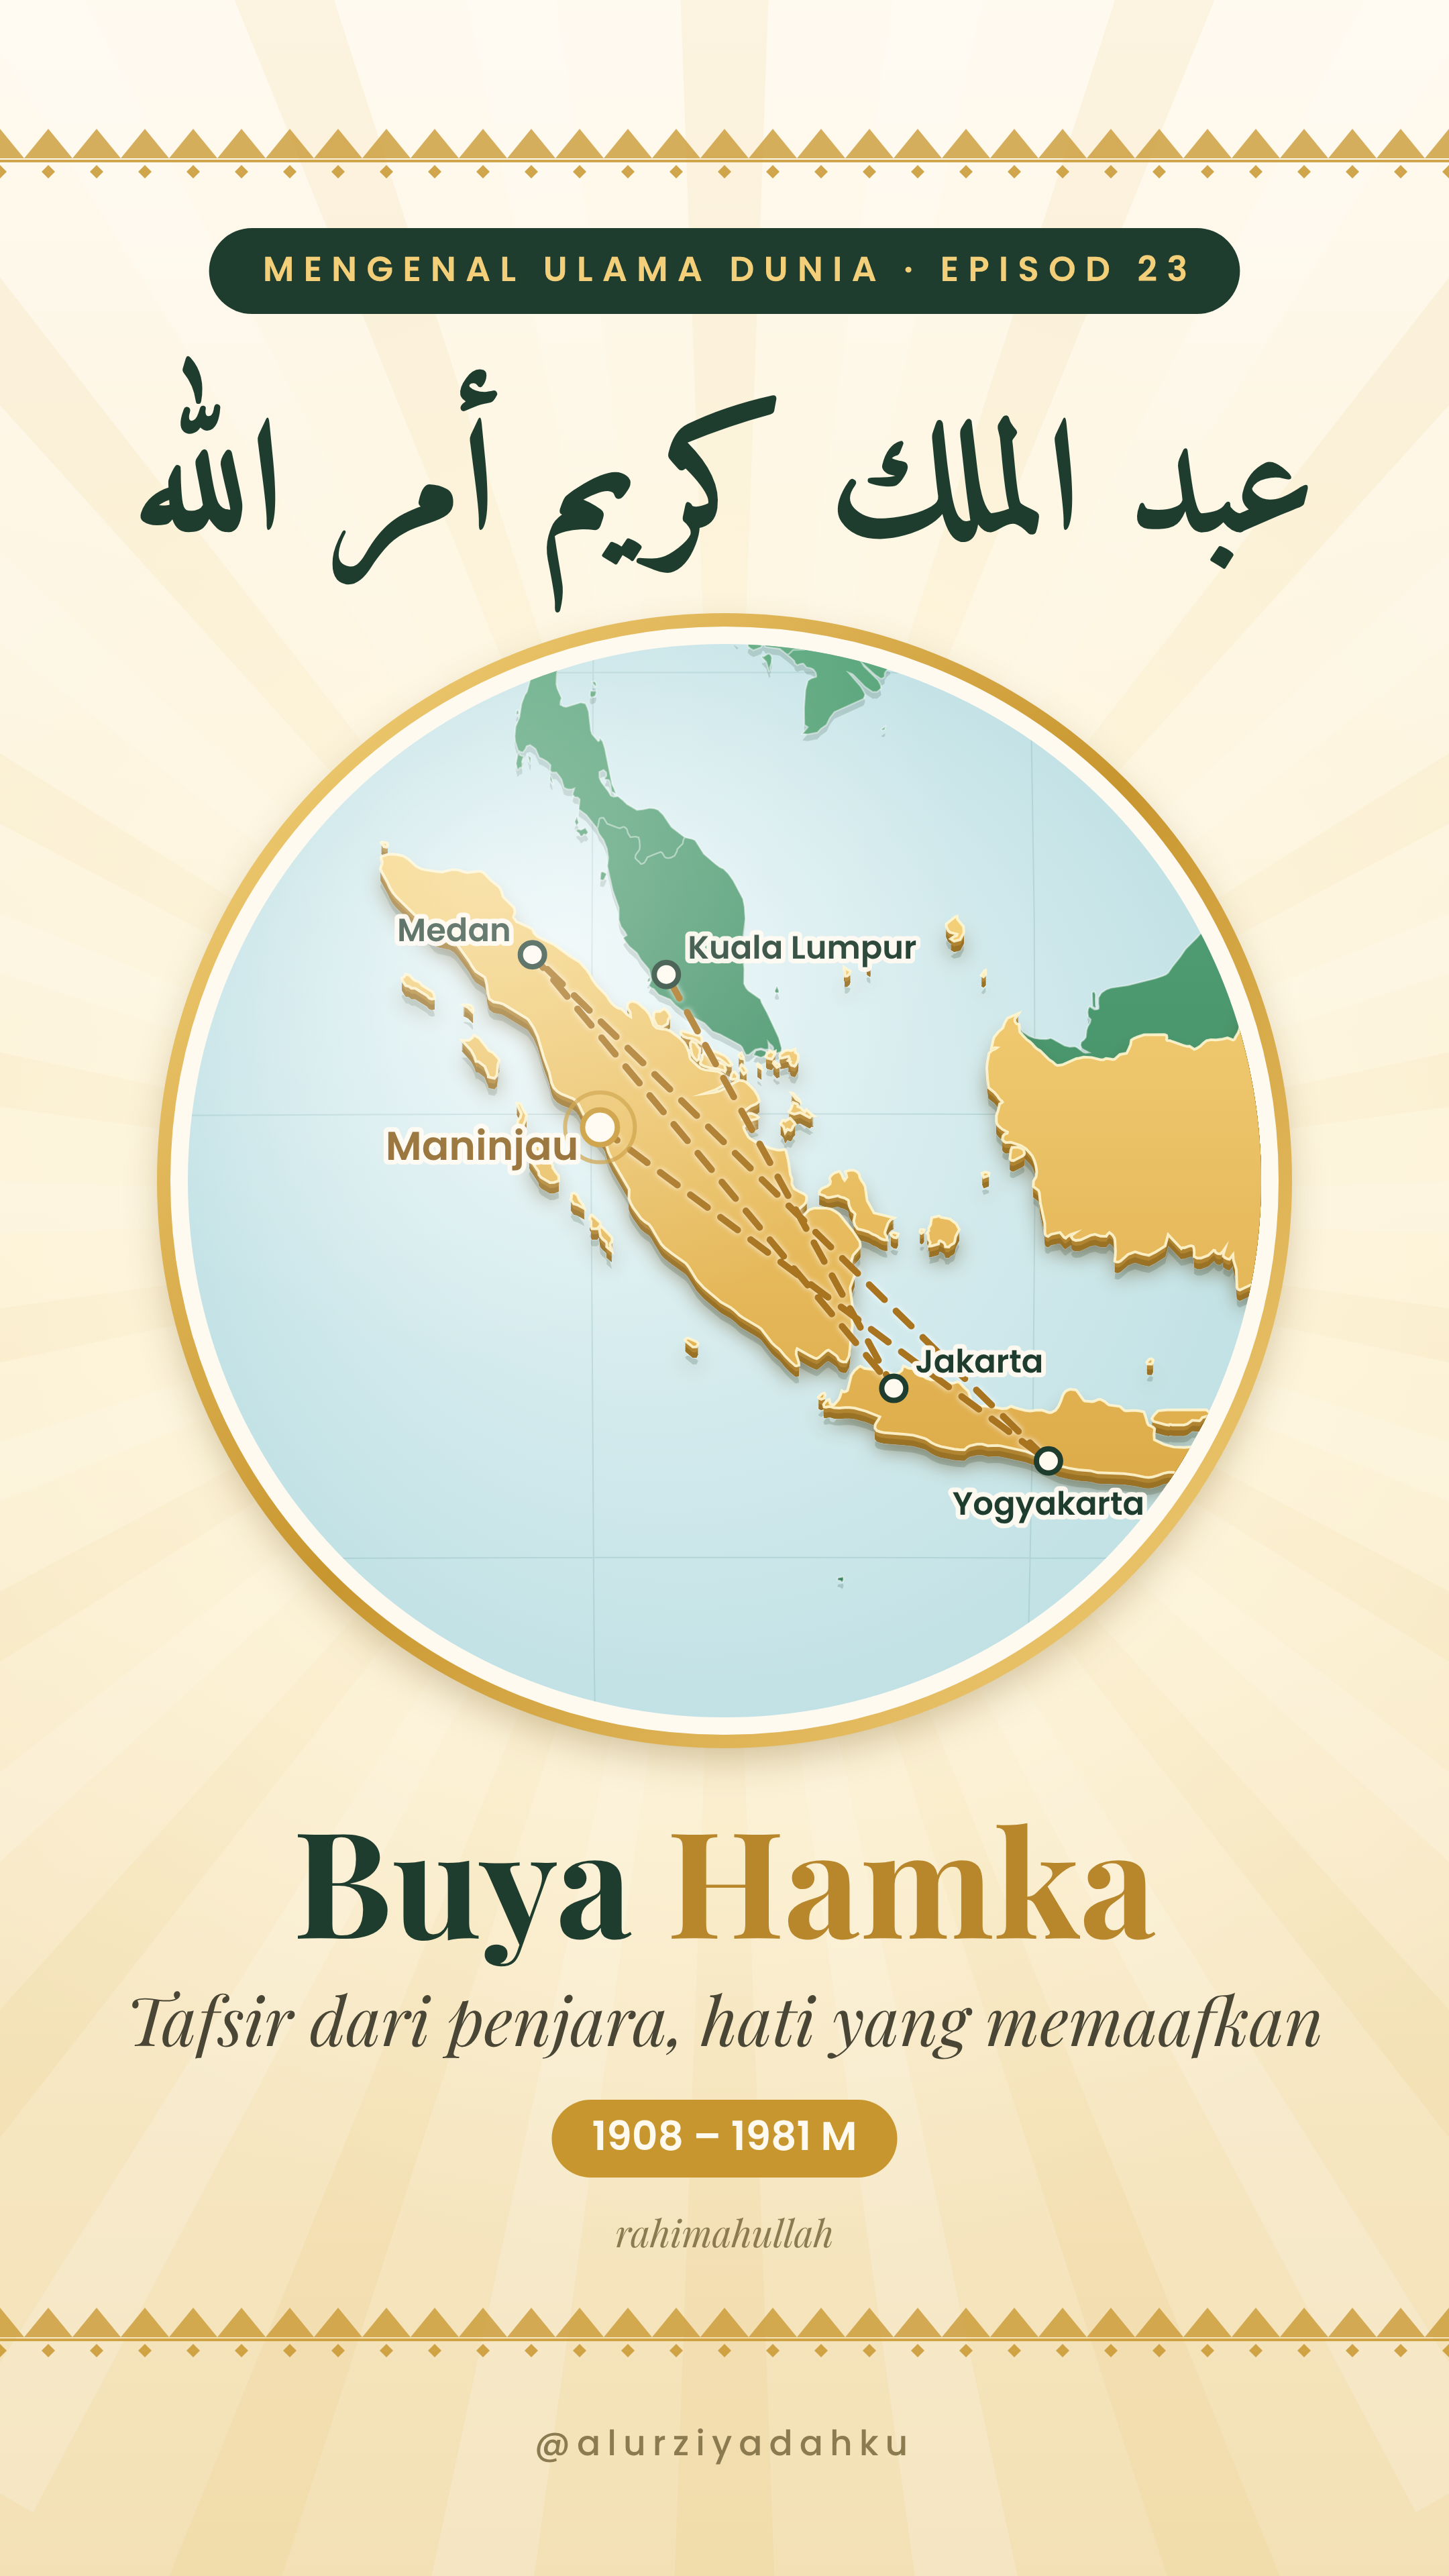 MENGENAL ULAMA DUNIA · EPISOD 23
عبد الملك كريم أمر الله
Medan
Kuala Lumpur
Maninjau
Jakarta
Yogyakarta
Buya Hamka
Tafsir dari penjara, hati yang memaafkan
1908 – 1981 M
rahimahullah
@alurziyadahku